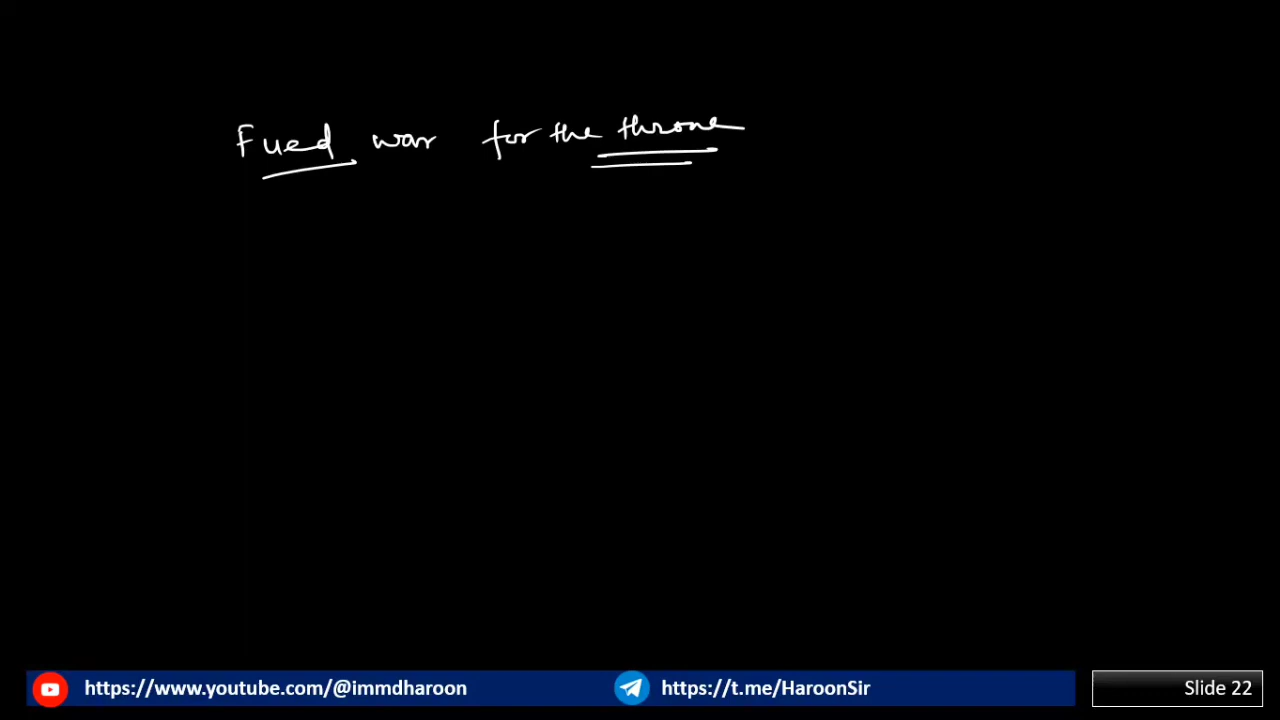 Fued war for the throne
https://www.youtube.com/@immdharoon
https://t.me/HaroonSir
Slide 22